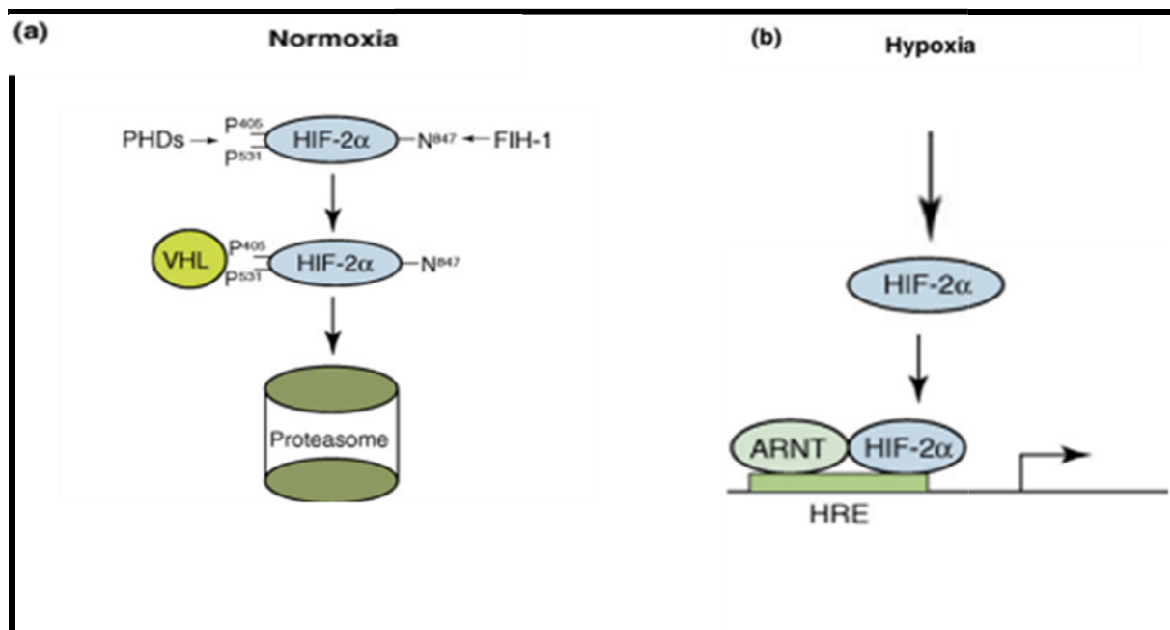 (a)
Normoxia
PHDs
P405
P531
HIF-2α
N847
FIH-1
VHL
P405
P531
HIF-2α
N847
Proteasome
(b)
Hypoxia
HIF-2α
ARNT
HIF-2α
HRE